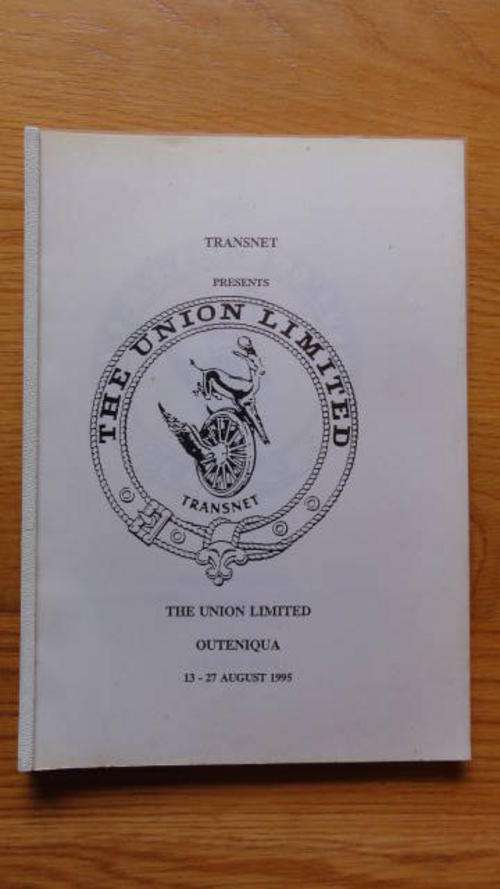 TRANSNET
PRESENTS
THE UNION LIMITED
TRANSNET
THE UNION LIMITED
OUTENIQUA
13 - 27 AUGUST 1995